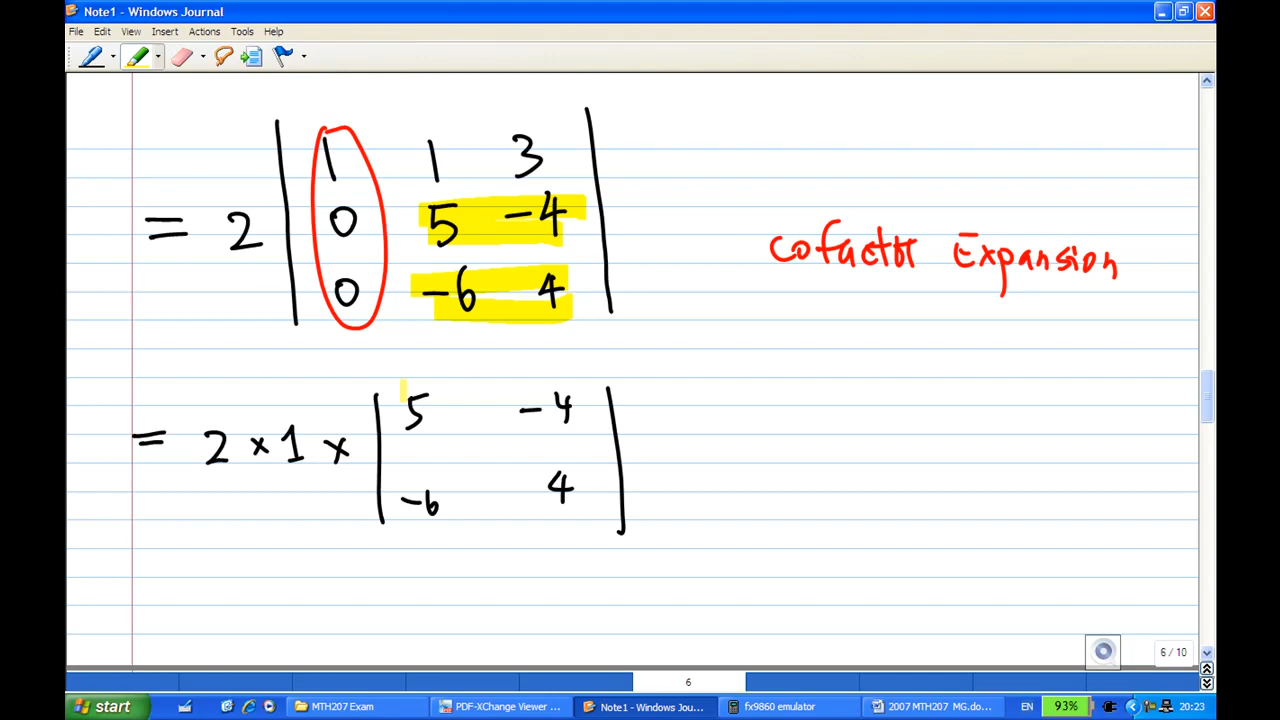 Note1 - Windows Journal
File Edit View Insert Actions Tools Help
1 1 3
= 2 | 0 5 -4 |
0 -6 4
Cofactor Expansion
5 -4
= 2 × 1 × | |
-6 4
6 / 10
6
start MTH207 Exam PDF-XChange Viewer ... Note1 - Windows Jou... fx9860 emulator 2007 MTH207 MG.do... EN 93% 20:23